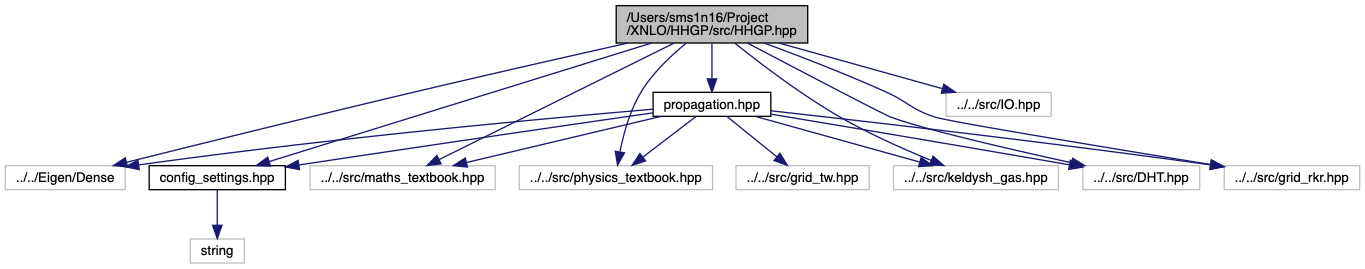 /Users/sms1n16/Project
/XNLO/HHGP/src/HHGP.hpp
propagation.hpp
../../src/IO.hpp
../../Eigen/Dense
config_settings.hpp
../../src/maths_textbook.hpp
../../src/physics_textbook.hpp
../../src/grid_tw.hpp
../../src/keldysh_gas.hpp
../../src/DHT.hpp
../../src/grid_rkr.hpp
string